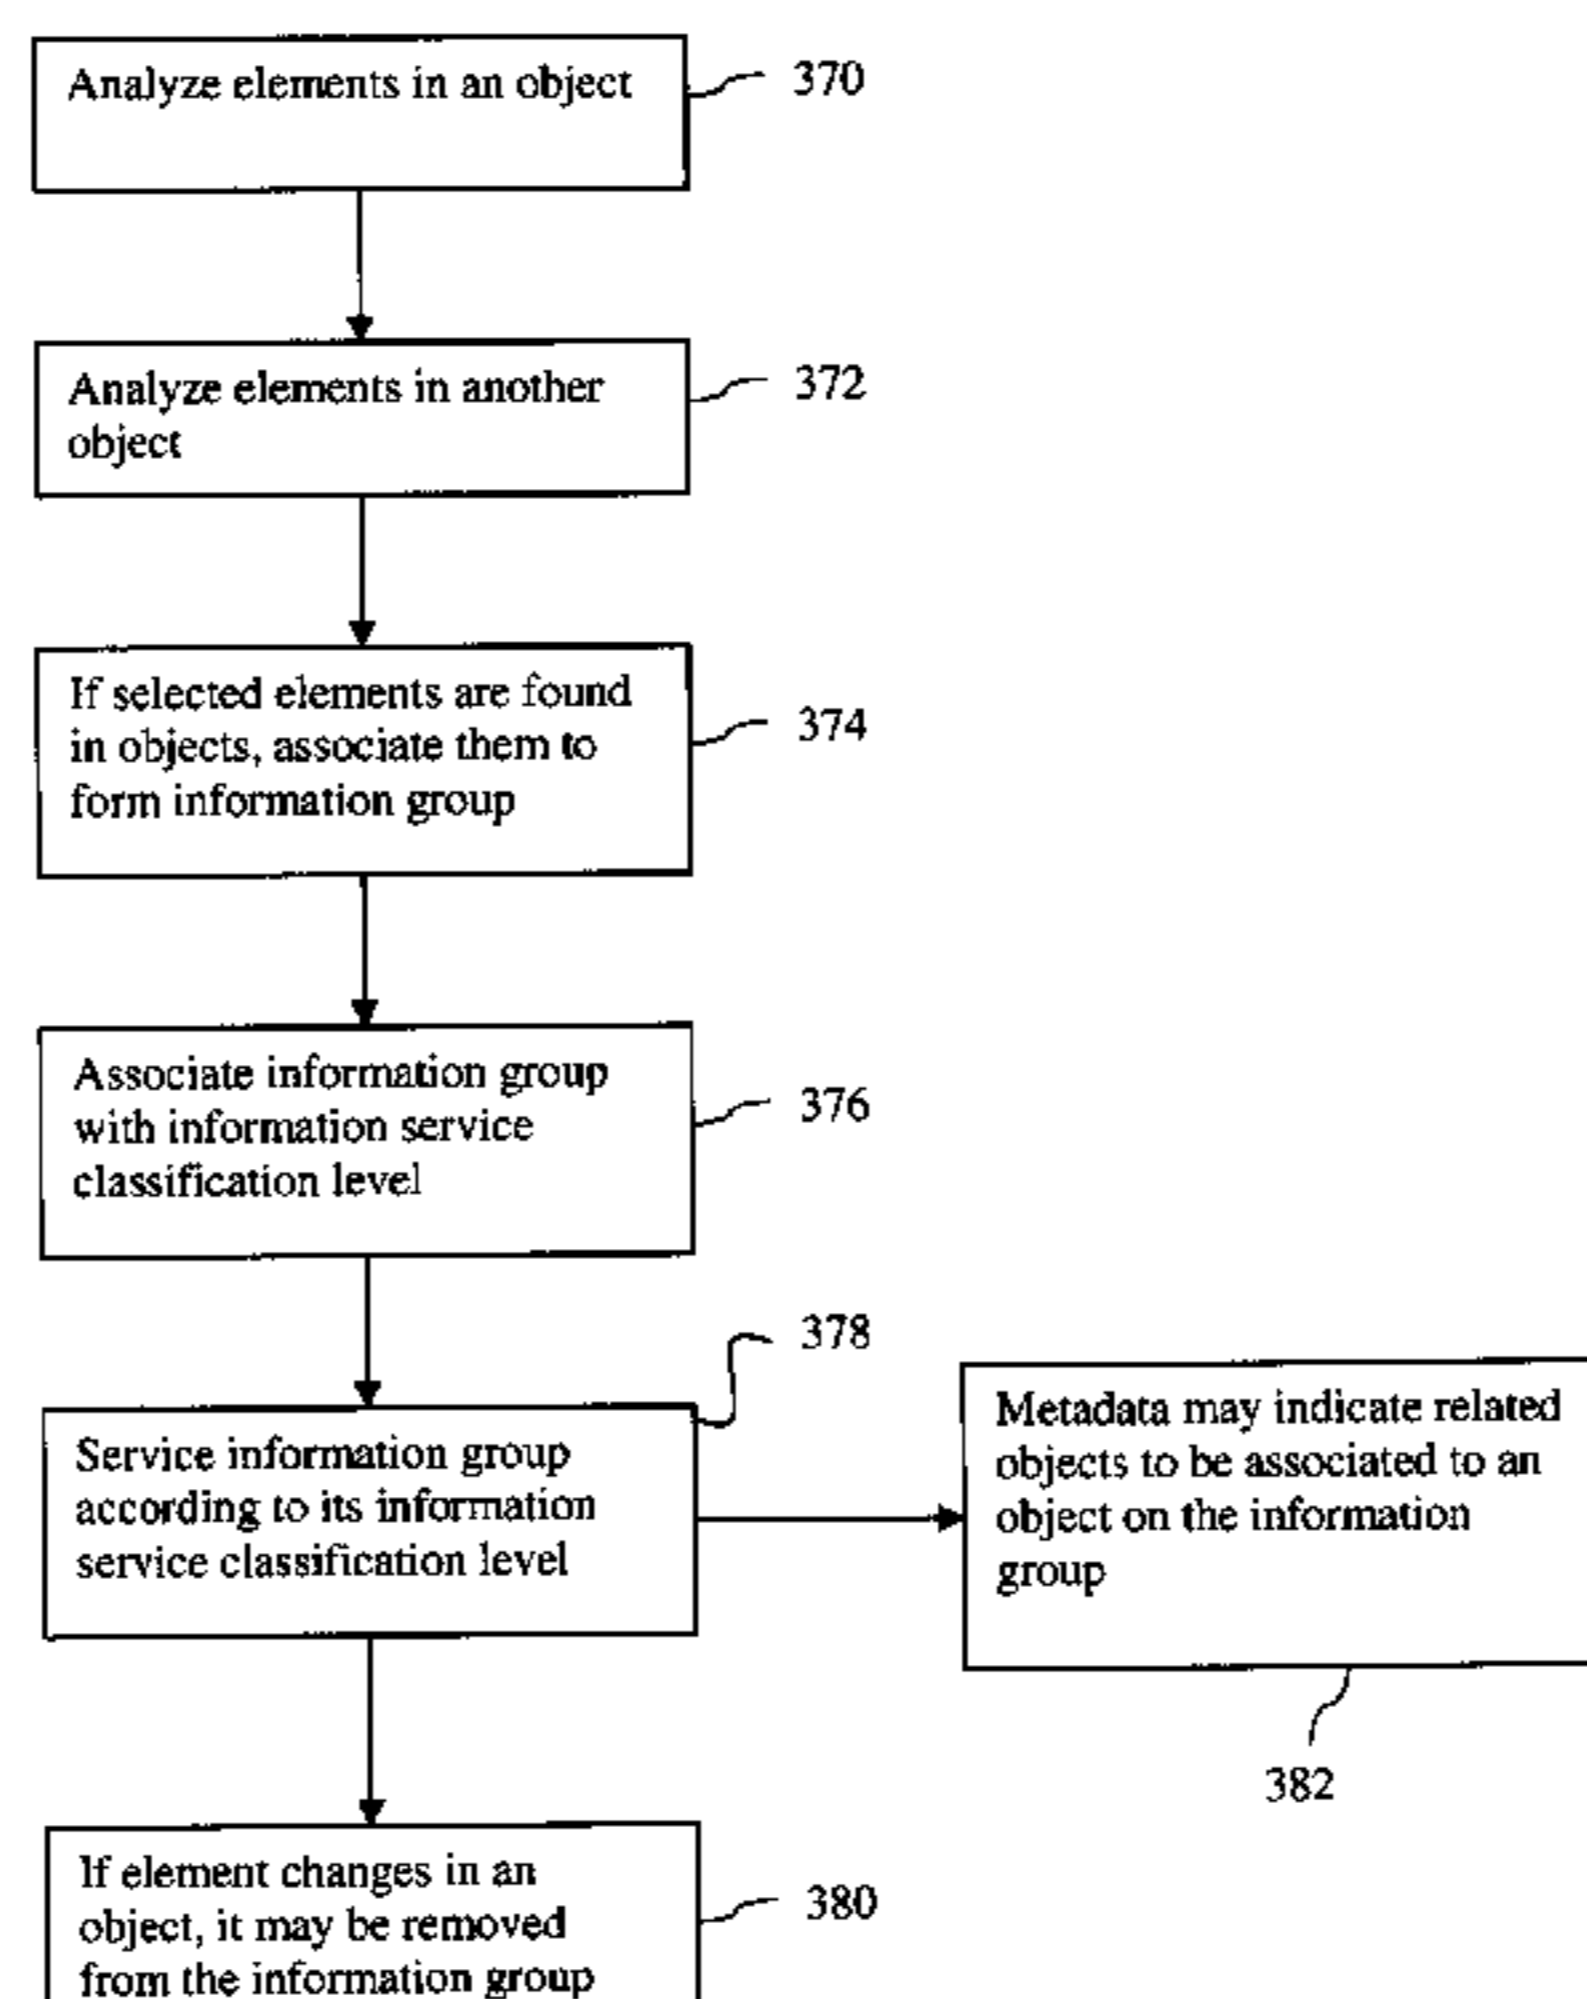 Analyze elements in an object
370
Analyze elements in another
object
372
If selected elements are found
in objects, associate them to
form information group
374
Associate information group
with information service
classification level
376
378
Service information group
according to its information
service classification level
Metadata may indicate related
objects to be associated to an
object on the information
group
382
If element changes in an
object, it may be removed
from the information group
380